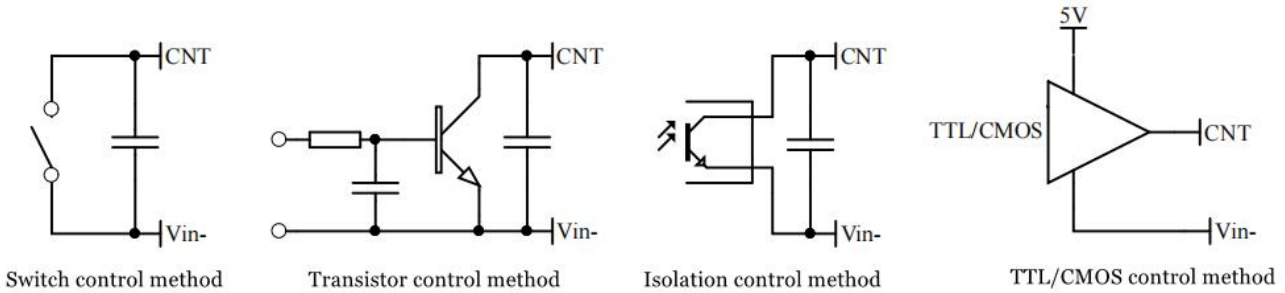 CNT
Vin-
Switch control method
CNT
Vin-
Transistor control method
CNT
Vin-
Isolation control method
5V
TTL/CMOS
CNT
Vin-
TTL/CMOS control method